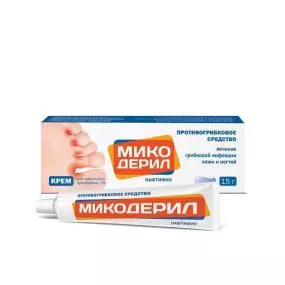 ПРОТИВОГРИБКОВОЕ
СРЕДСТВО
лечение
грибковой инфекции
кожи и ногтей
МИКО
ДЕРИЛ
НАФТИФИН
КРЕМ
15 г
ПРОТИВОГРИБКОВОЕ СРЕДСТВО
МИКОДЕРИЛ
НАФТИФИН